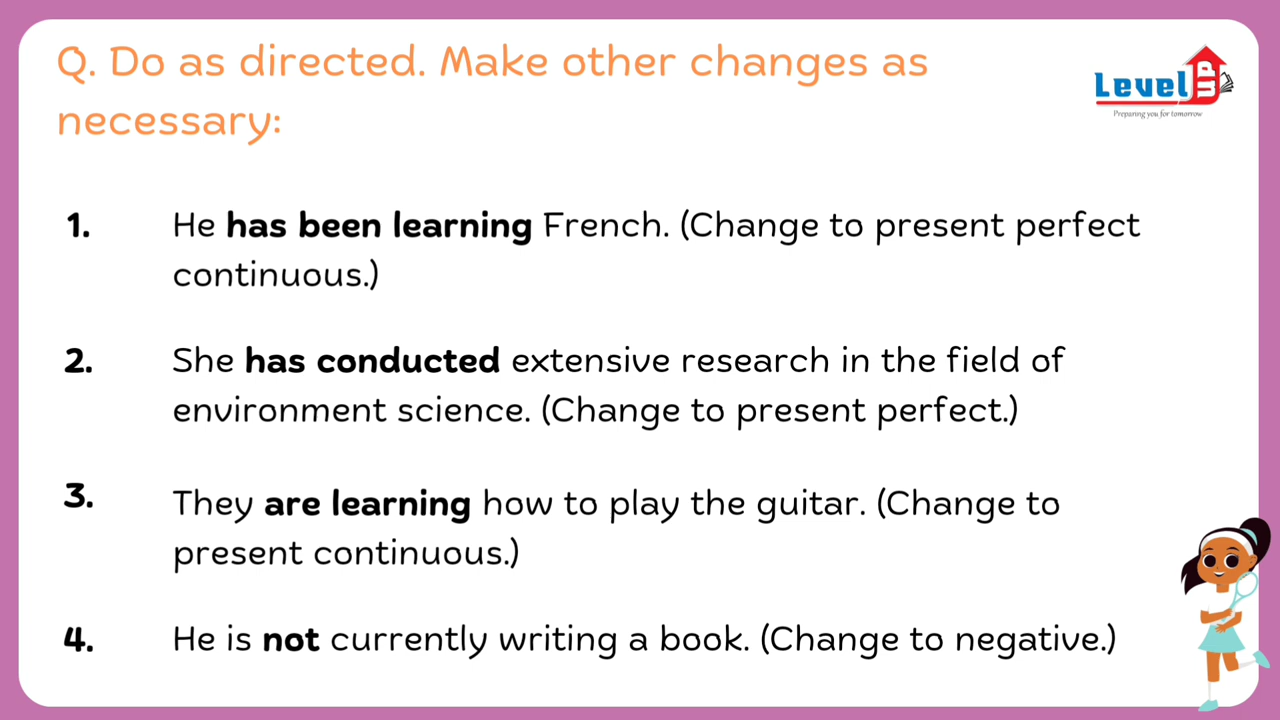 Q. Do as directed. Make other changes as
necessary:
Level UP
Preparing you for tomorrow
1. He has been learning French. (Change to present perfect
continuous.)
2. She has conducted extensive research in the field of
environment science. (Change to present perfect.)
3. They are learning how to play the guitar. (Change to
present continuous.)
4. He is not currently writing a book. (Change to negative.)